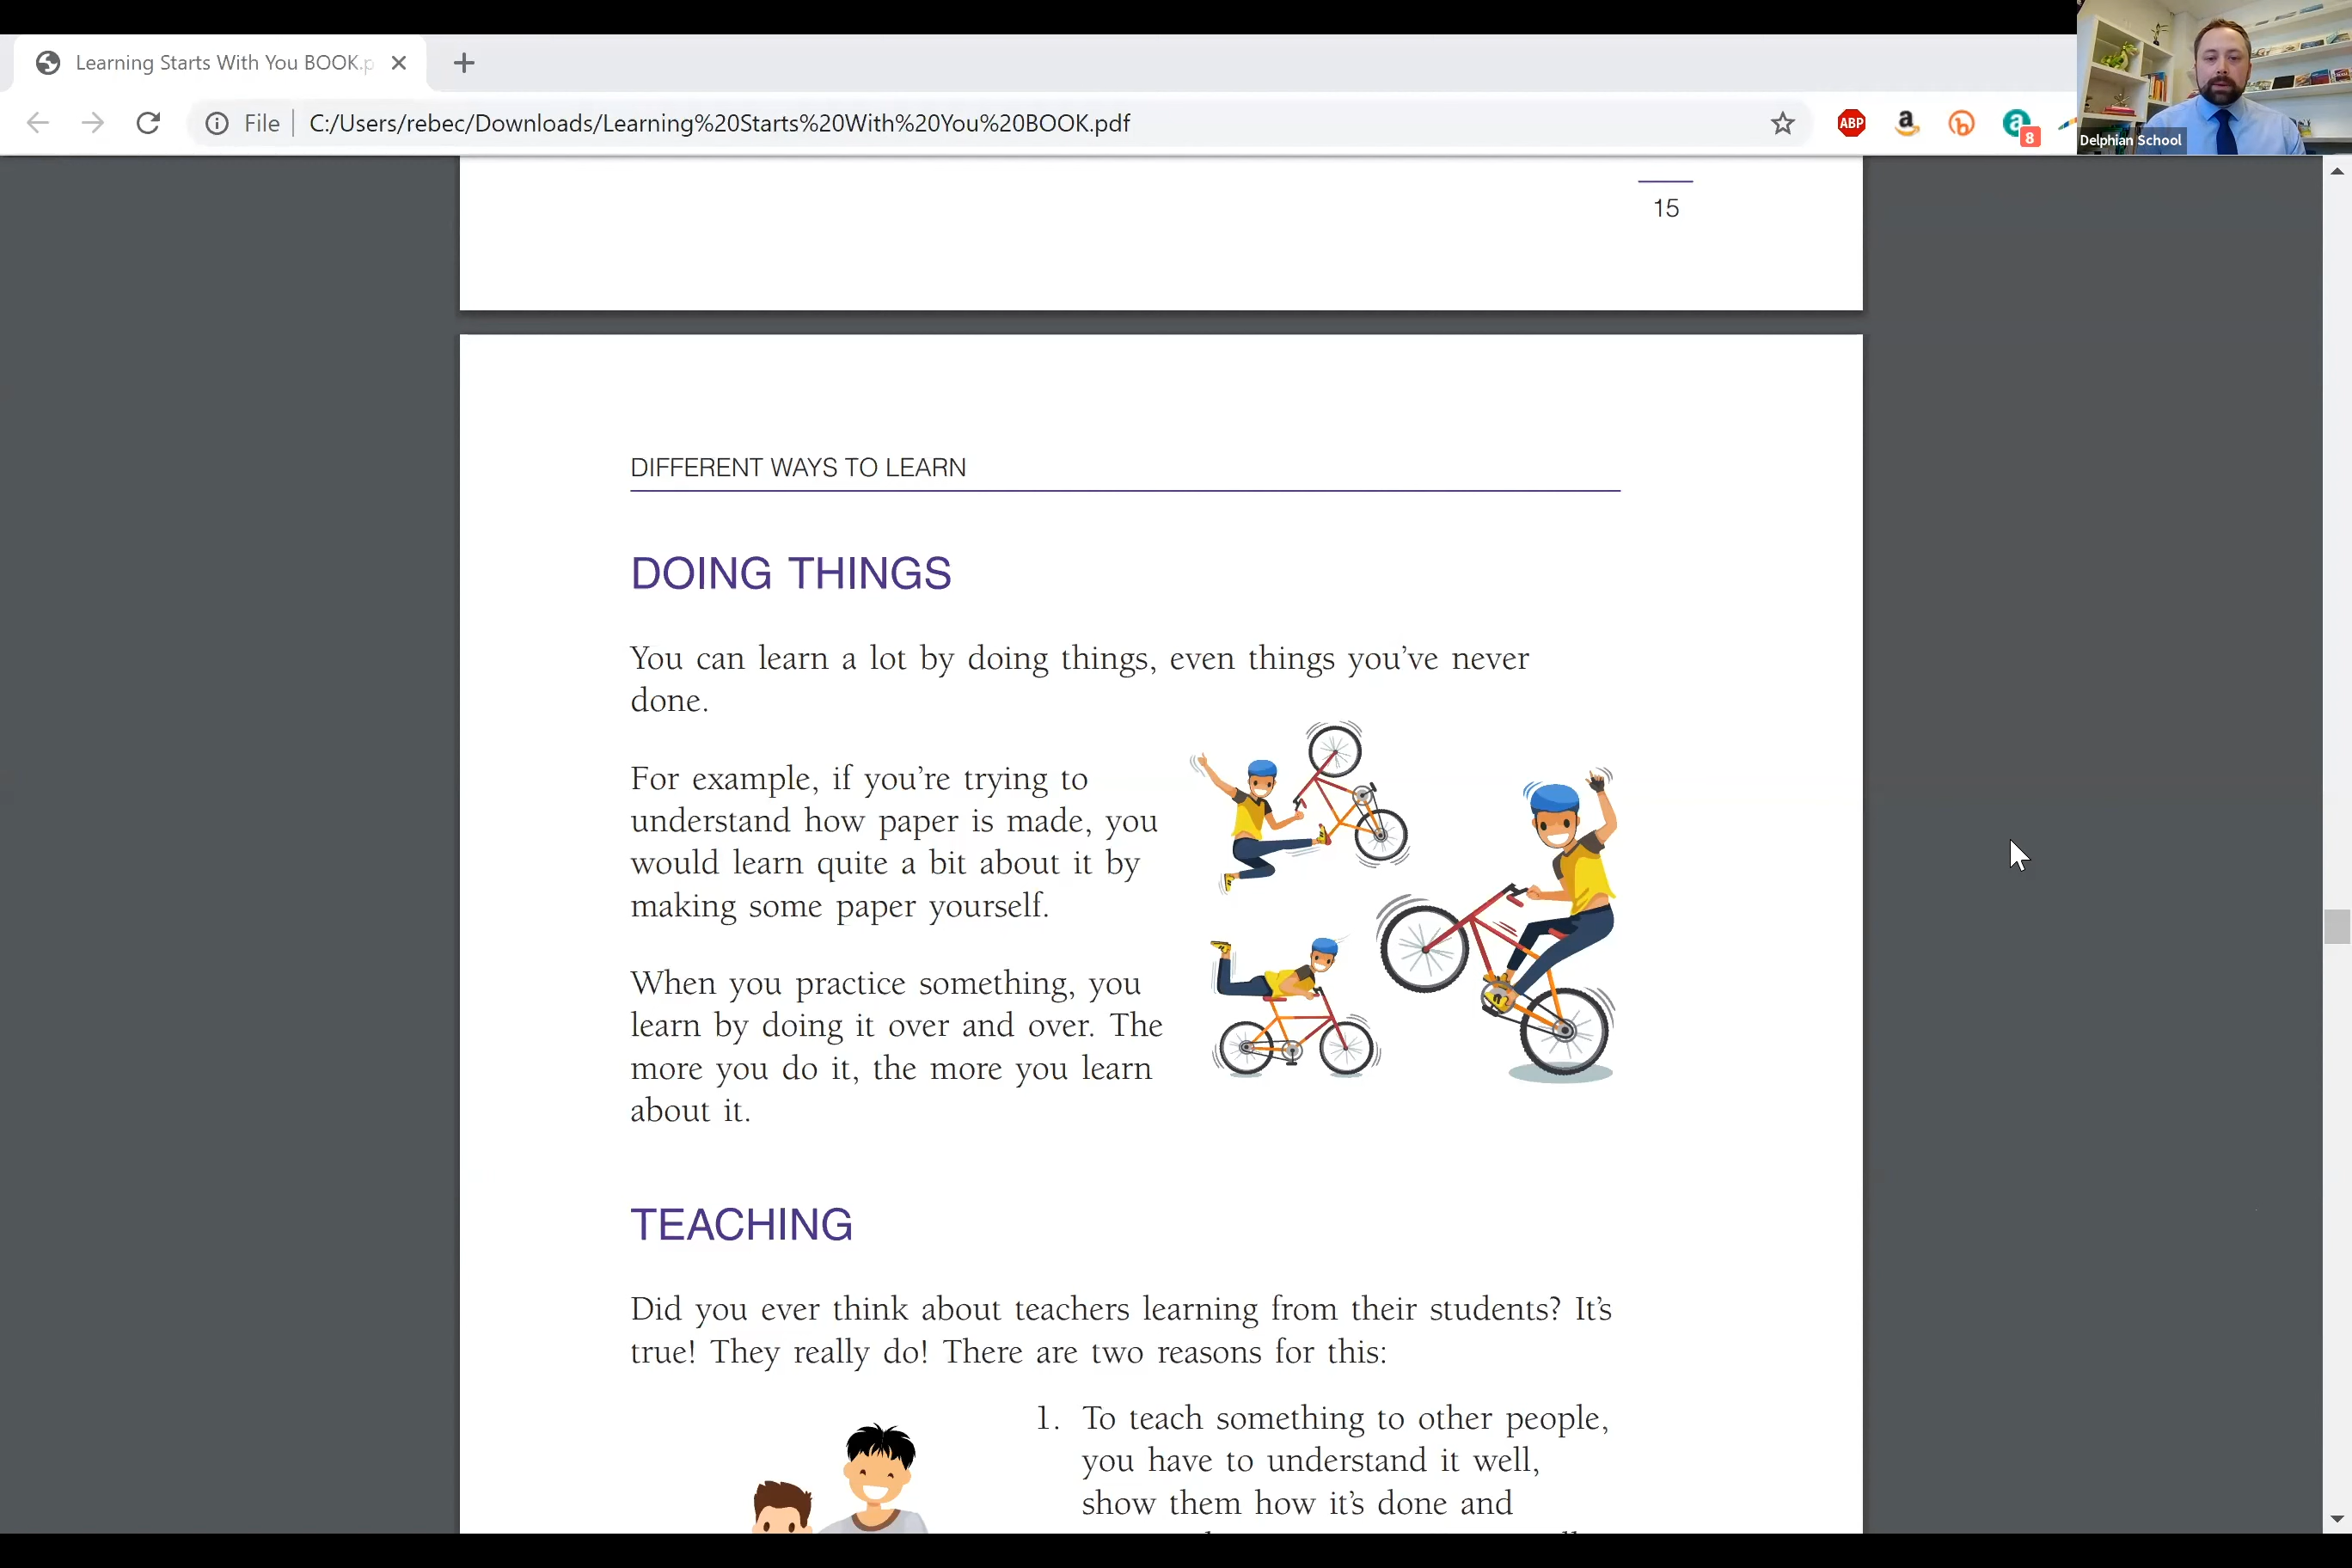 Learning Starts With You BOOK.p
File
C:/Users/rebec/Downloads/Learning%20Starts%20With%20You%20BOOK.pdf
ABP
a
b
a
8
Delphian School
15
DIFFERENT WAYS TO LEARN
DOING THINGS
You can learn a lot by doing things, even things you've never
done.
For example, if you're trying to
understand how paper is made, you
would learn quite a bit about it by
making some paper yourself.
When you practice something, you
learn by doing it over and over. The
more you do it, the more you learn
about it.
TEACHING
Did you ever think about teachers learning from their students? It's
true! They really do! There are two reasons for this:
1. To teach something to other people,
you have to understand it well,
show them how it's done and